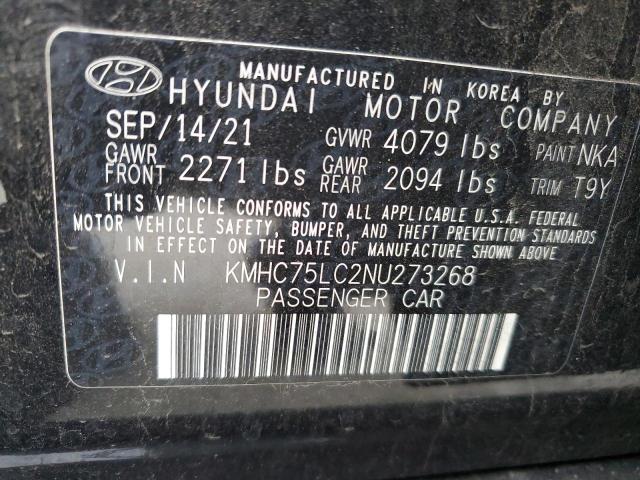 MANUFACTURED IN KOREA BY
HYUNDAI MOTOR COMPANY
SEP/14/21 GVWR 4079 lbs PAINT NKA
GAWR FRONT 2271 lbs GAWR REAR 2094 lbs TRIM T9Y
THIS VEHICLE CONFORMS TO ALL APPLICABLE U.S.A. FEDERAL
MOTOR VEHICLE SAFETY, BUMPER, AND THEFT PREVENTION STANDARDS
IN EFFECT ON THE DATE OF MANUFACTURE SHOWN ABOVE
V.I.N KMHC75LC2NU273268
PASSENGER CAR